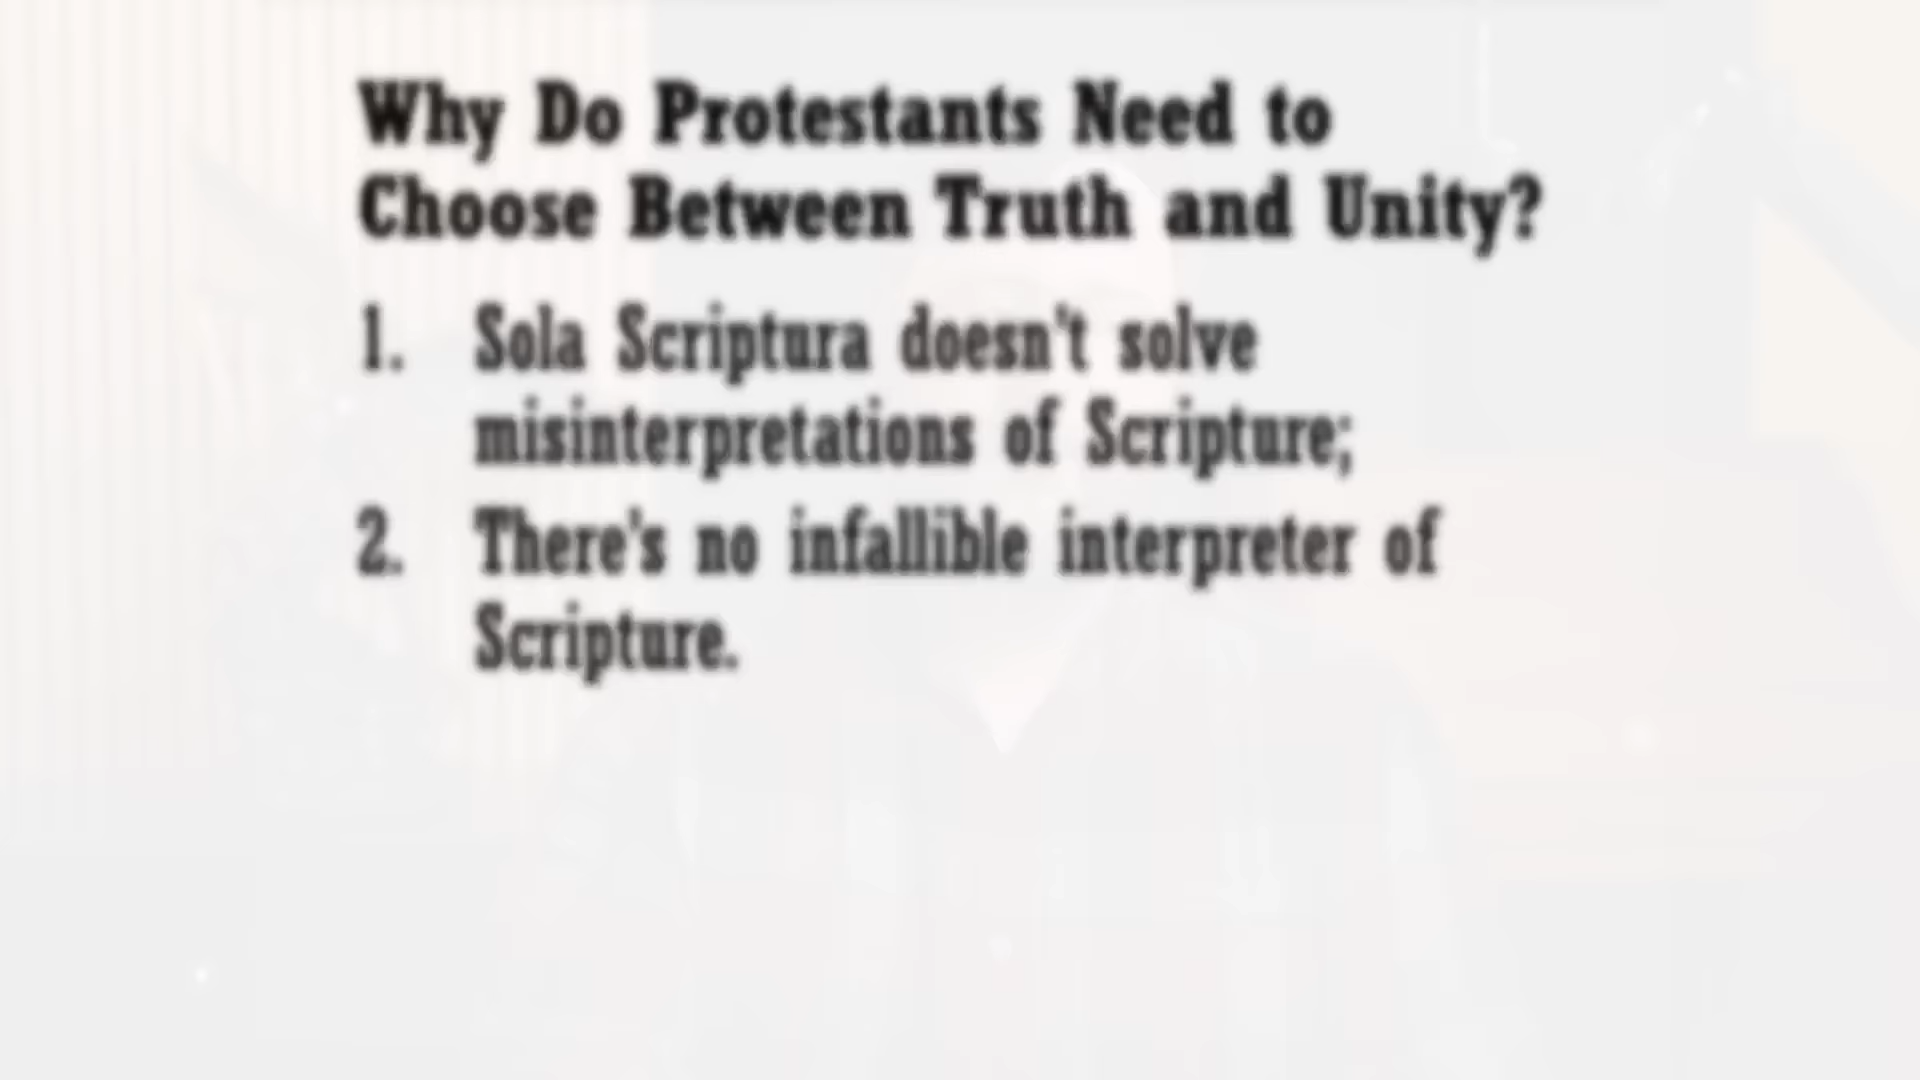 Why Do Protestants Need to
Choose Between Truth and Unity?
1. Sola Scriptura doesn't solve
misinterpretations of Scripture;
2. There's no infallible interpreter of
Scripture.